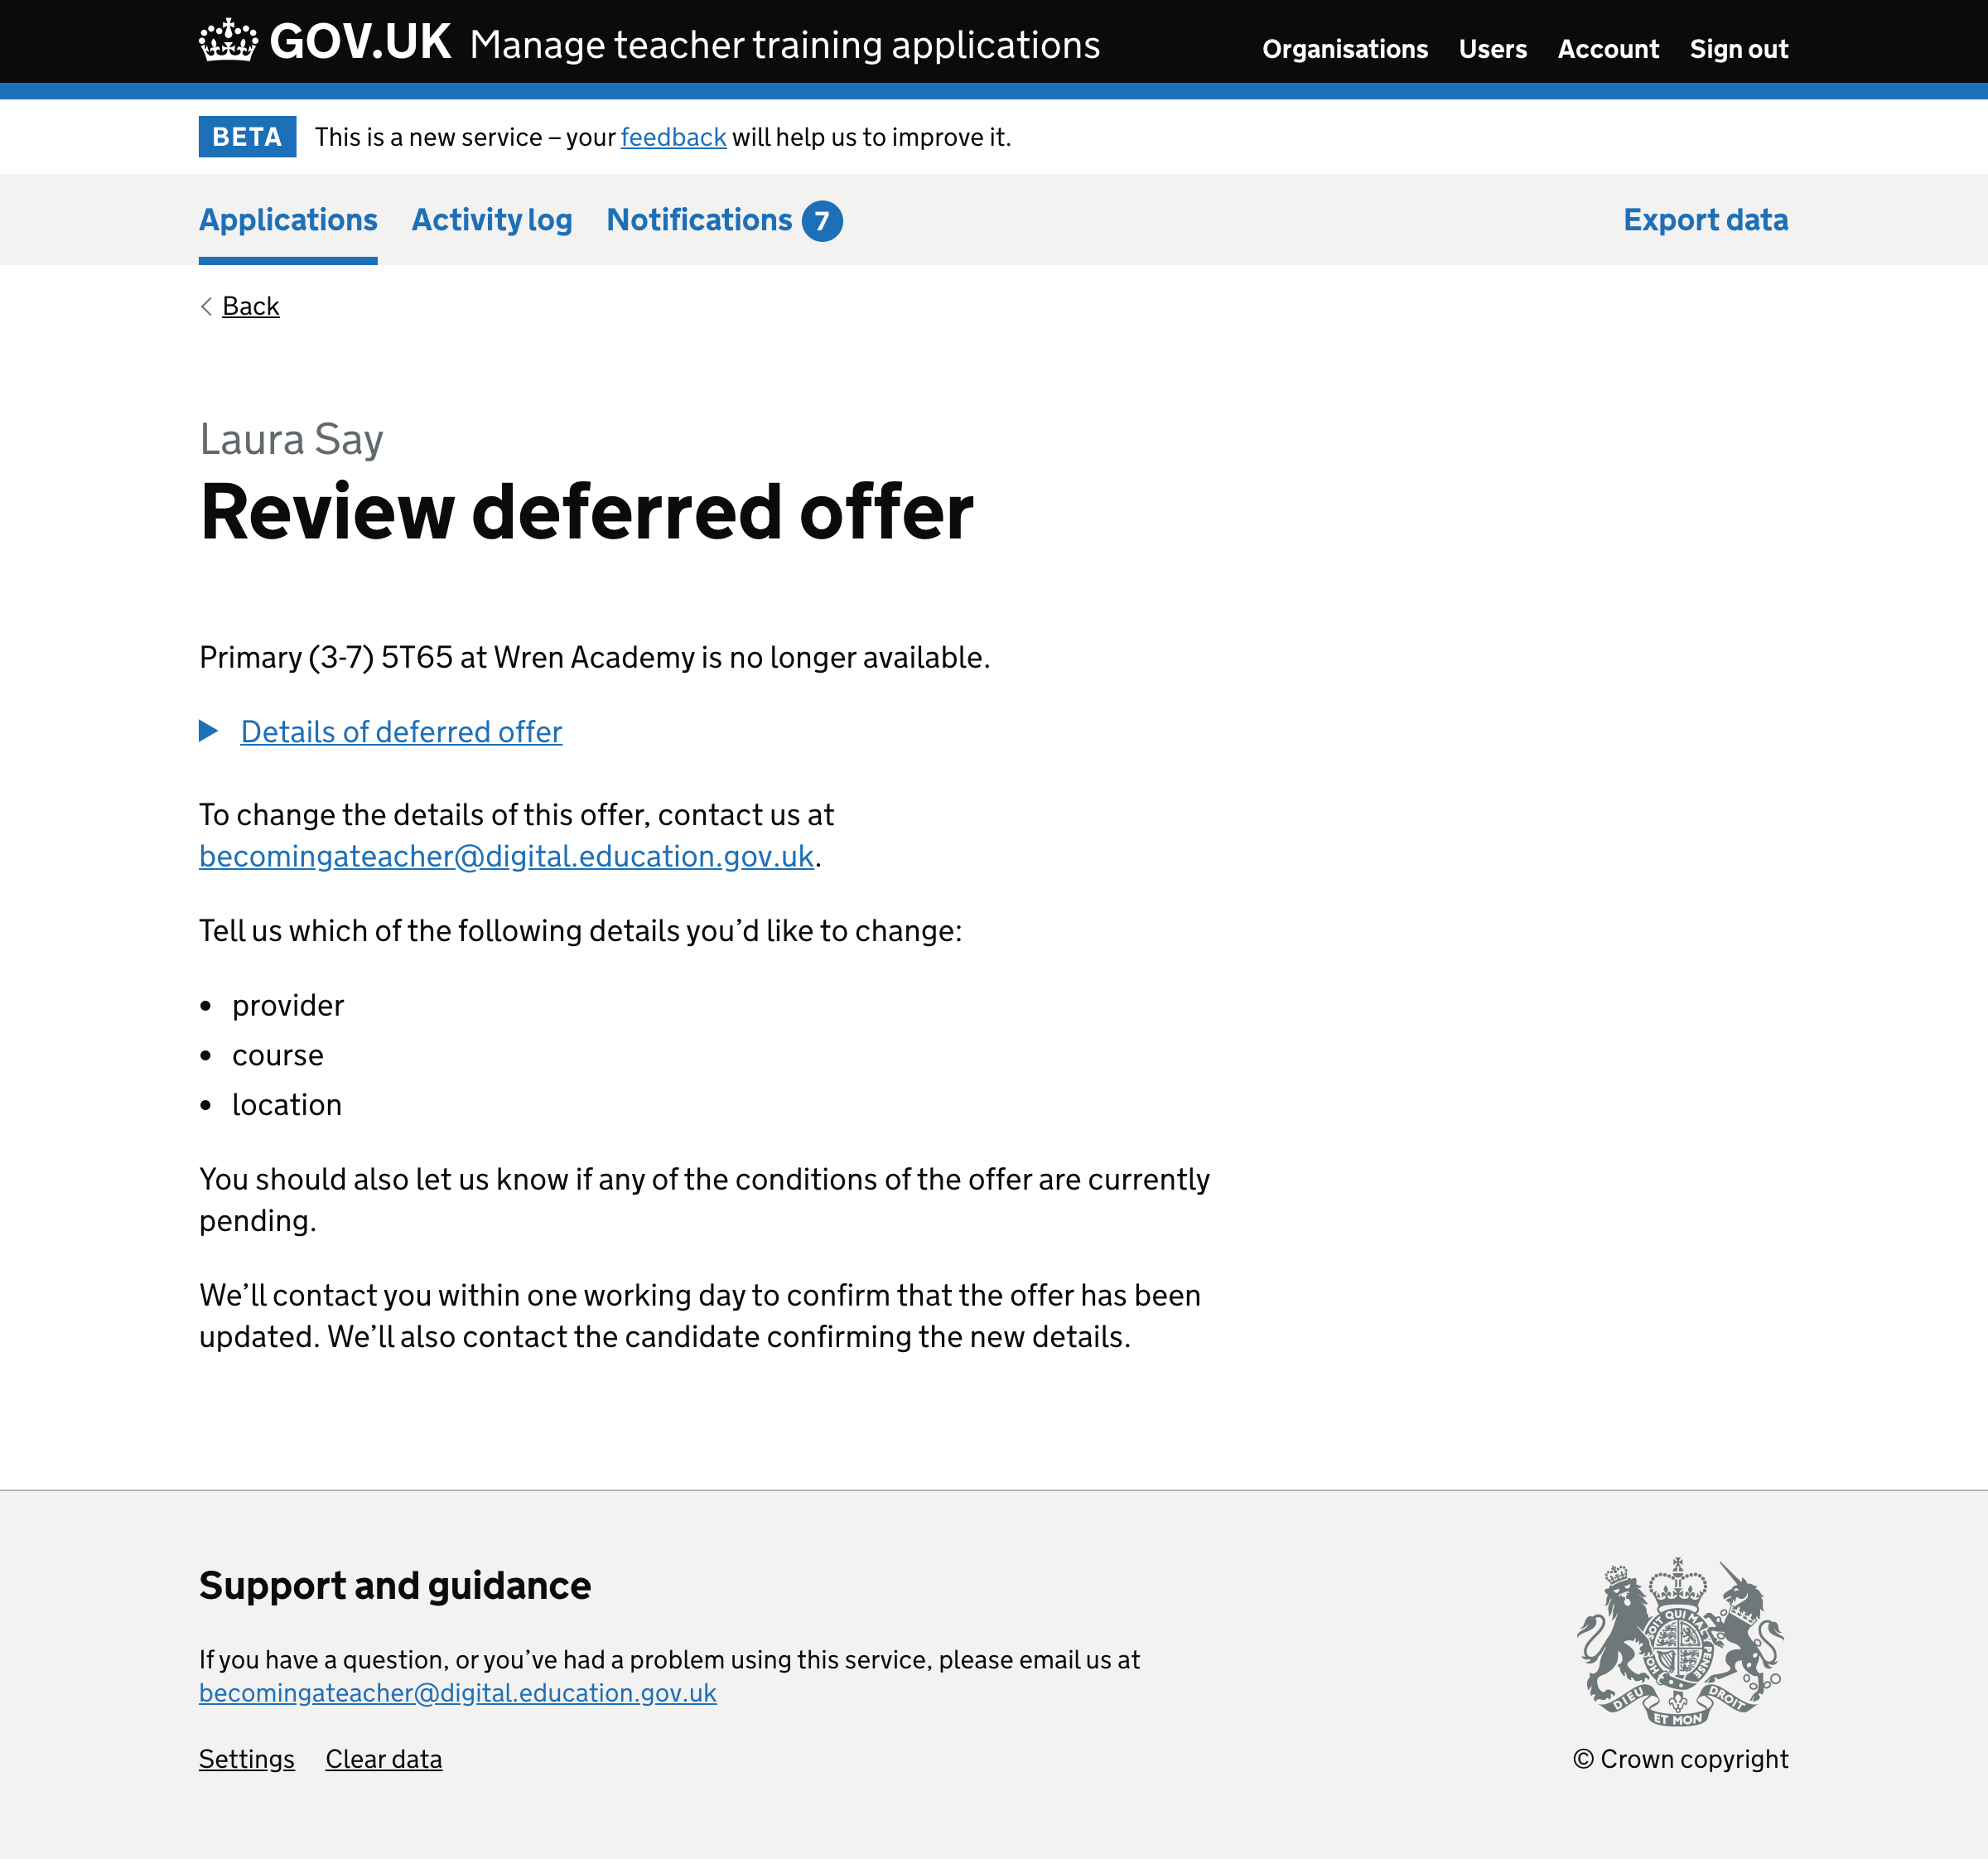 GOV.UK Manage teacher training applications
Organisations Users Account Sign out
BETA This is a new service – your feedback will help us to improve it.
Applications Activity log Notifications 7 Export data
Back
Laura Say
Review deferred offer
Primary (3-7) 5T65 at Wren Academy is no longer available.
Details of deferred offer
To change the details of this offer, contact us at
becomingateacher@digital.education.gov.uk.
Tell us which of the following details you’d like to change:
• provider
• course
• location
You should also let us know if any of the conditions of the offer are currently
pending.
We’ll contact you within one working day to confirm that the offer has been
updated. We’ll also contact the candidate confirming the new details.
Support and guidance
If you have a question, or you’ve had a problem using this service, please email us at
becomingateacher@digital.education.gov.uk
Settings Clear data
DIEU ET MON DROIT
© Crown copyright